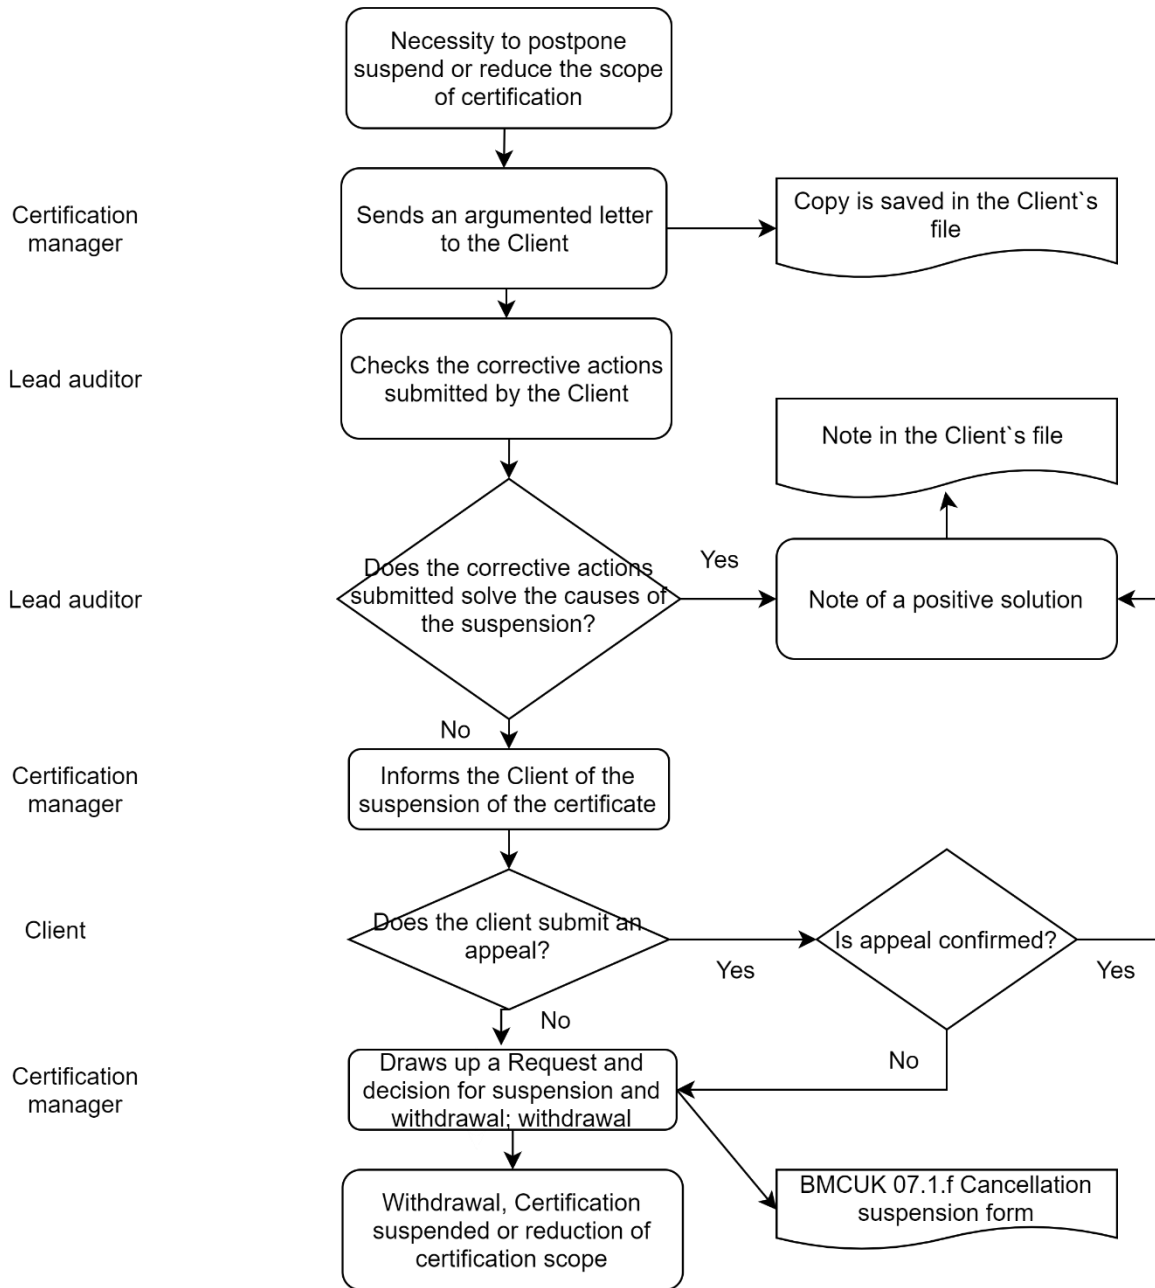 Necessity to postpone
suspend or reduce the scope
of certification
Certification
manager
Sends an argumented letter
to the Client
Copy is saved in the Client`s
file
Lead auditor
Checks the corrective actions
submitted by the Client
Note in the Client`s file
Lead auditor
Does the corrective actions
submitted solve the causes of
the suspension?
Yes
Note of a positive solution
No
Certification
manager
Informs the Client of the
suspension of the certificate
Client
Does the client submit an
appeal?
Yes
Is appeal confirmed?
Yes
No
No
Certification
manager
Draws up a Request and
decision for suspension and
withdrawal; withdrawal
Withdrawal, Certification
suspended or reduction of
certification scope
BMCUK 07.1.f Cancellation
suspension form